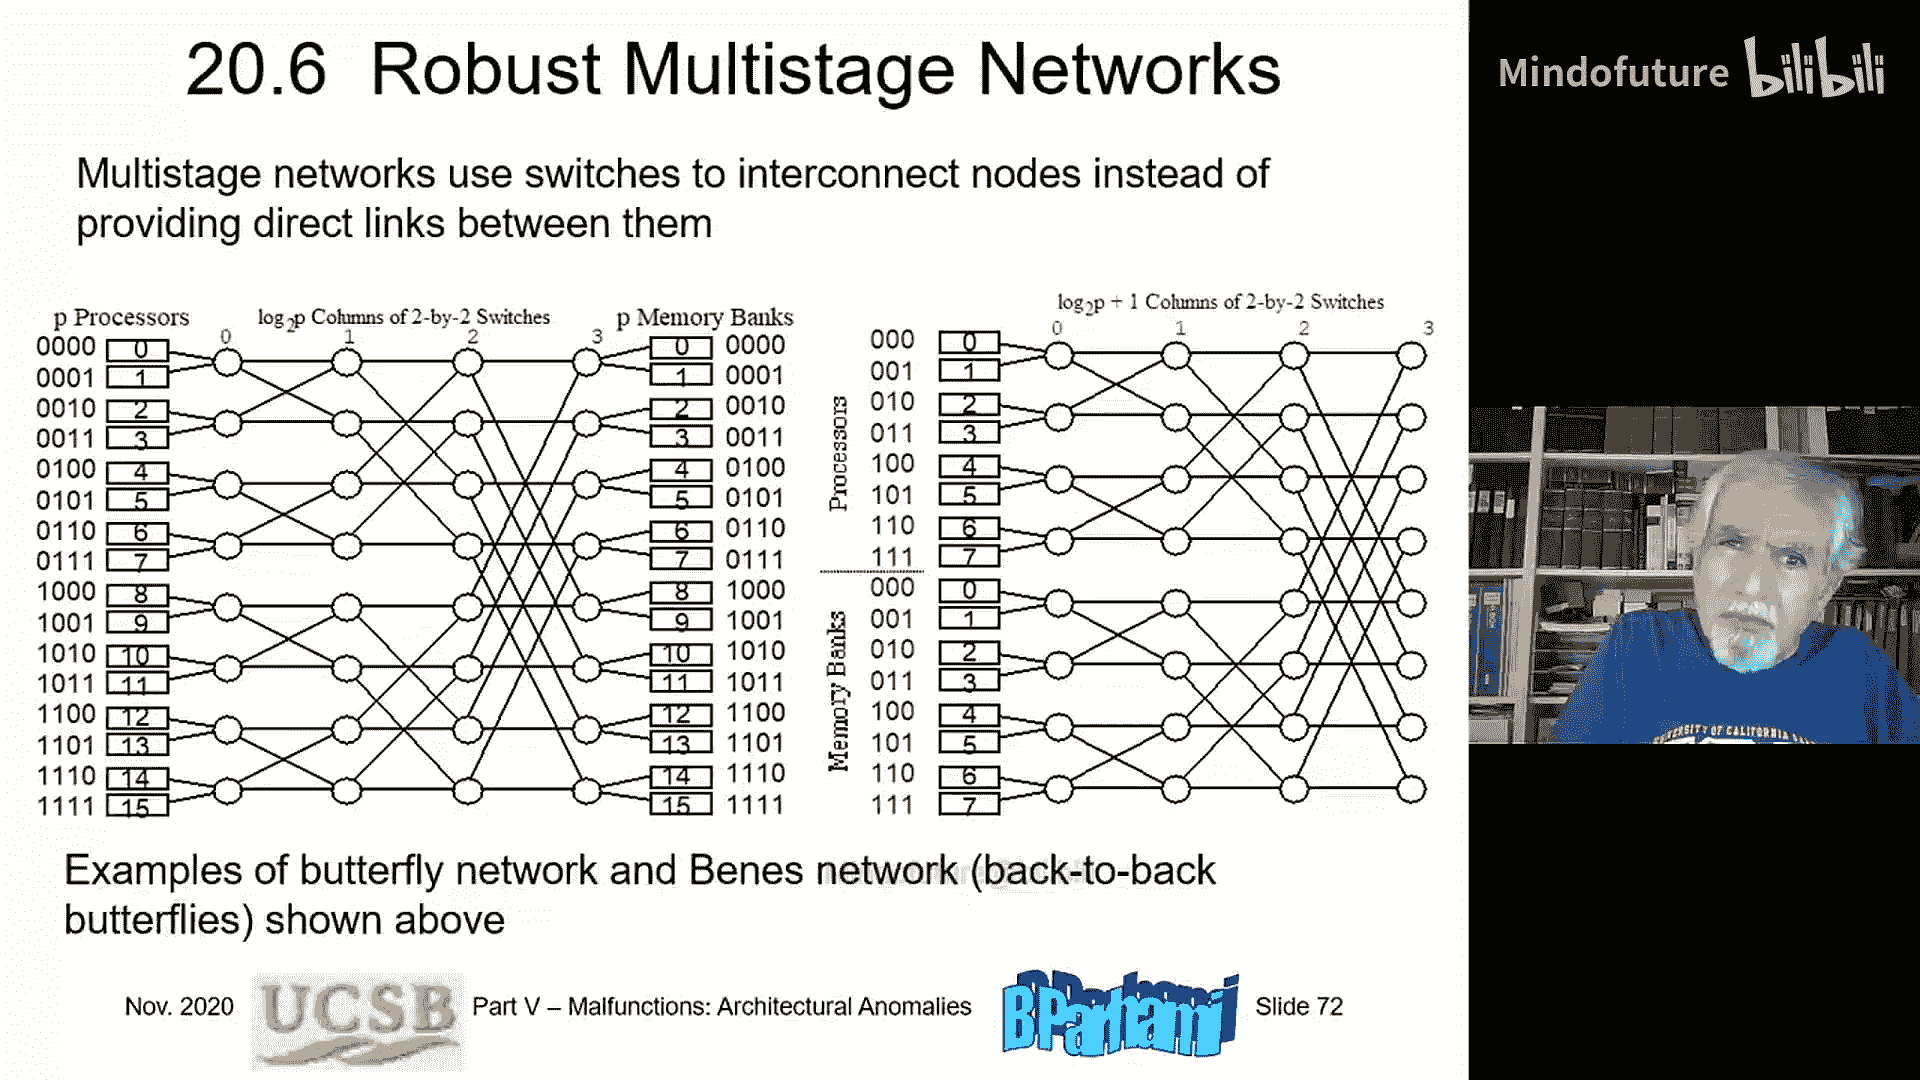 20.6 Robust Multistage Networks
Multistage networks use switches to interconnect nodes instead of
providing direct links between them
p Processors
log2p Columns of 2-by-2 Switches
p Memory Banks
0 1 2 3
0000 0 0 0000
0001 1 1 0001
0010 2 2 0010
0011 3 3 0011
0100 4 4 0100
0101 5 5 0101
0110 6 6 0110
0111 7 7 0111
1000 8 8 1000
1001 9 9 1001
1010 10 10 1010
1011 11 11 1011
1100 12 12 1100
1101 13 13 1101
1110 14 14 1110
1111 15 15 1111
log2p + 1 Columns of 2-by-2 Switches
0 1 2 3
Processors
000 0
001 1
010 2
011 3
100 4
101 5
110 6
111 7
Memory Banks
000 0
001 1
010 2
011 3
100 4
101 5
110 6
111 7
Examples of butterfly network and Benes network (back-to-back
butterflies) shown above
Nov. 2020
UCSB
Part V – Malfunctions: Architectural Anomalies
B Parhami
Slide 72
Mindofuture bilibili
UNIVERSITY OF CALIFORNIA